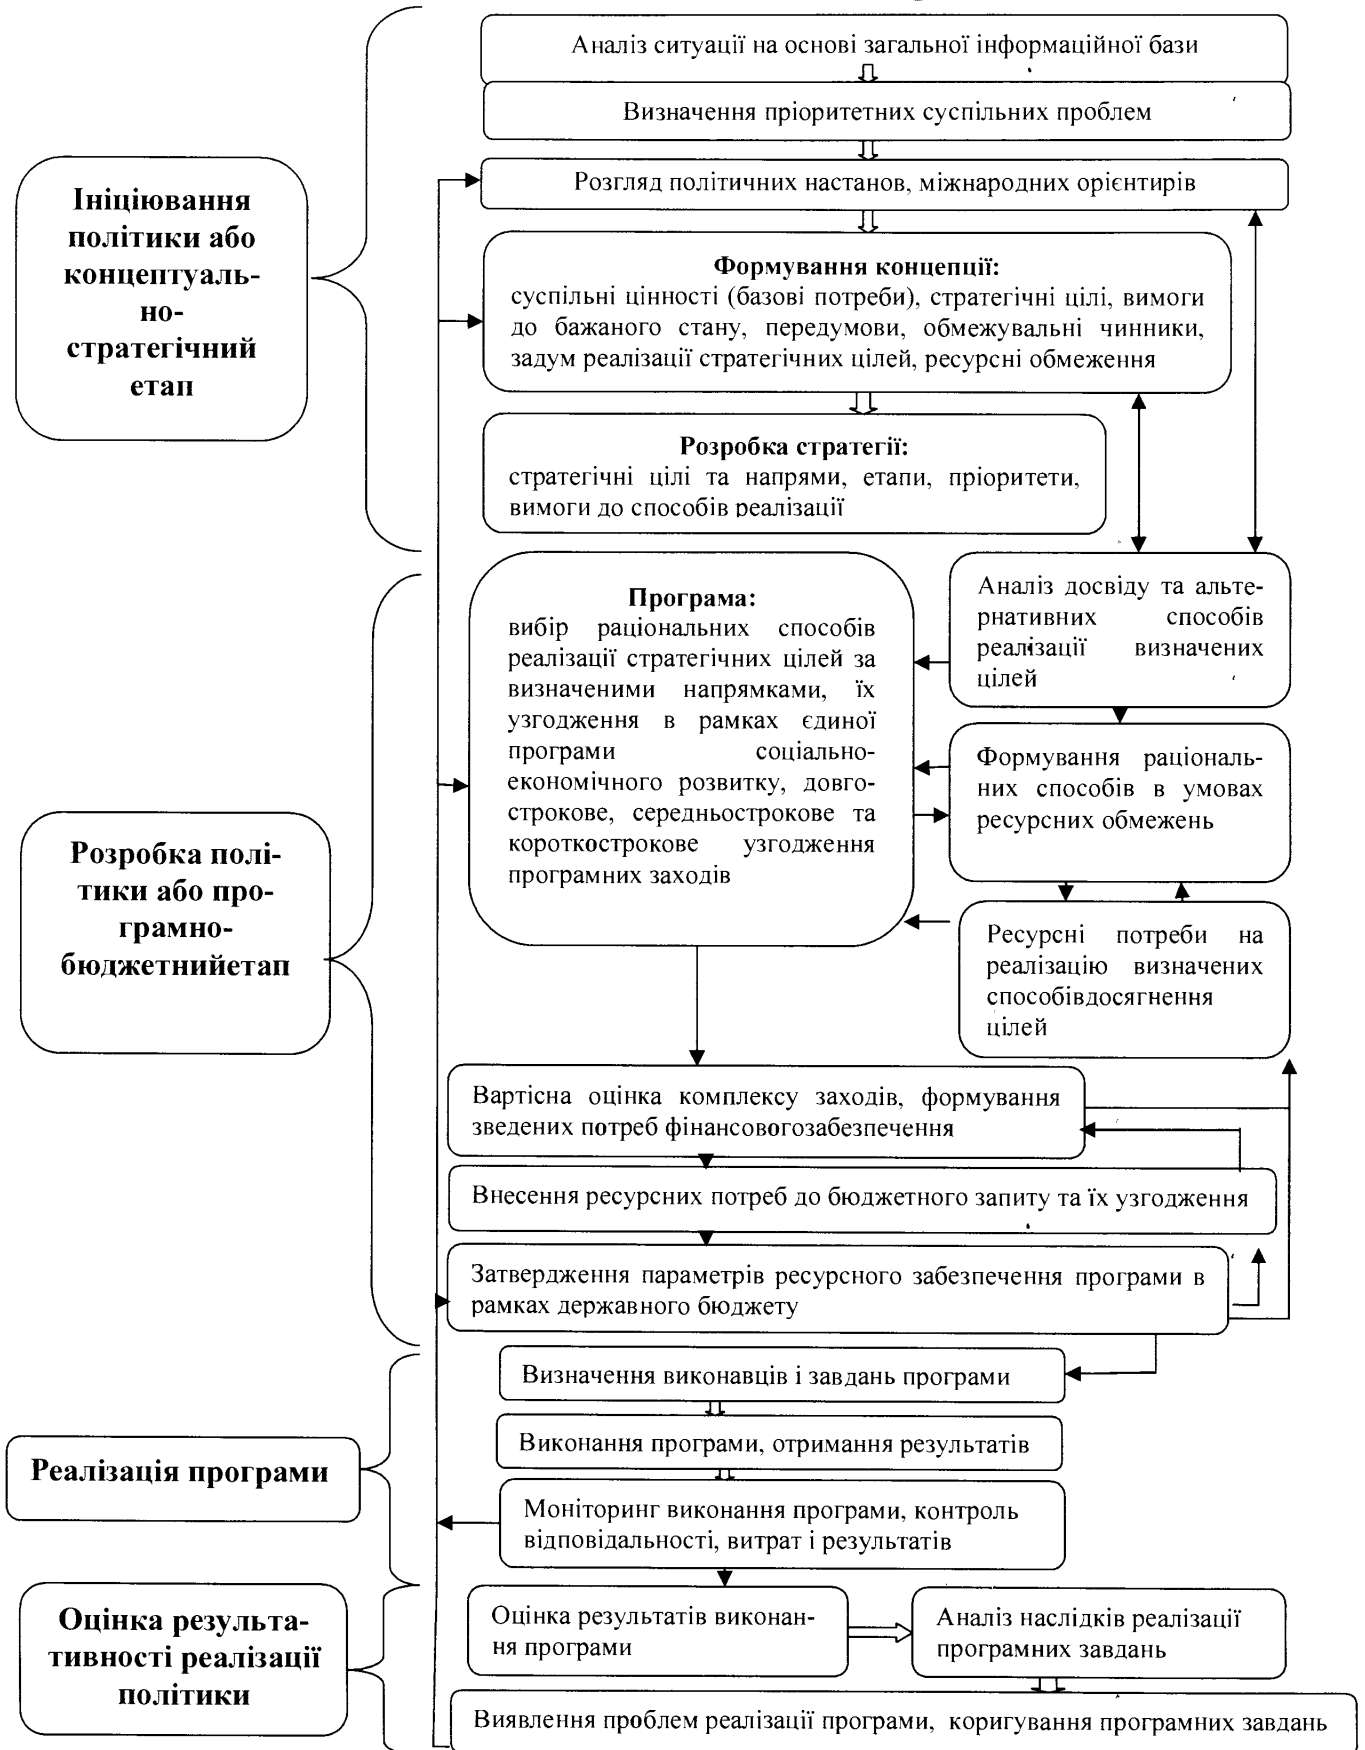 Аналіз ситуації на основі загальної інформаційної бази
Визначення пріоритетних суспільних проблем
Розгляд політичних настанов, міжнародних орієнтирів
Ініціювання
політики або
концептуаль-
но-
стратегічний
етап
Формування концепції:
суспільні цінності (базові потреби), стратегічні цілі, вимоги
до бажаного стану, передумови, обмежувальні чинники,
задум реалізації стратегічних цілей, ресурсні обмеження
Розробка стратегії:
стратегічні цілі та напрями, етапи, пріоритети,
вимоги до способів реалізації
Програма:
вибір раціональних способів
реалізації стратегічних цілей за
визначеними напрямками, їх
узгодження в рамках єдиної
програми соціально-
економічного розвитку, довго-
строкове, середньострокове та
короткострокове узгодження
програмних заходів
Аналіз досвіду та альте-
рнативних способів
реалізації визначених
цілей
Формування раціональ-
них способів в умовах
ресурсних обмежень
Ресурсні потреби на
реалізацію визначених
способівдосягнення
цілей
Розробка полі-
тики або про-
грамно-
бюджетнийетап
Вартісна оцінка комплексу заходів, формування
зведених потреб фінансовогозабезпечення
Внесення ресурсних потреб до бюджетного запиту та їх узгодження
Затвердження параметрів ресурсного забезпечення програми в
рамках державного бюджету
Визначення виконавців і завдань програми
Виконання програми, отримання результатів
Реалізація програми
Моніторинг виконання програми, контроль
відповідальності, витрат і результатів
Оцінка результа-
тивності реалізації
політики
Оцінка результатів виконан-
ня програми
Аналіз наслідків реалізації
програмних завдань
Виявлення проблем реалізації програми, коригування програмних завдань